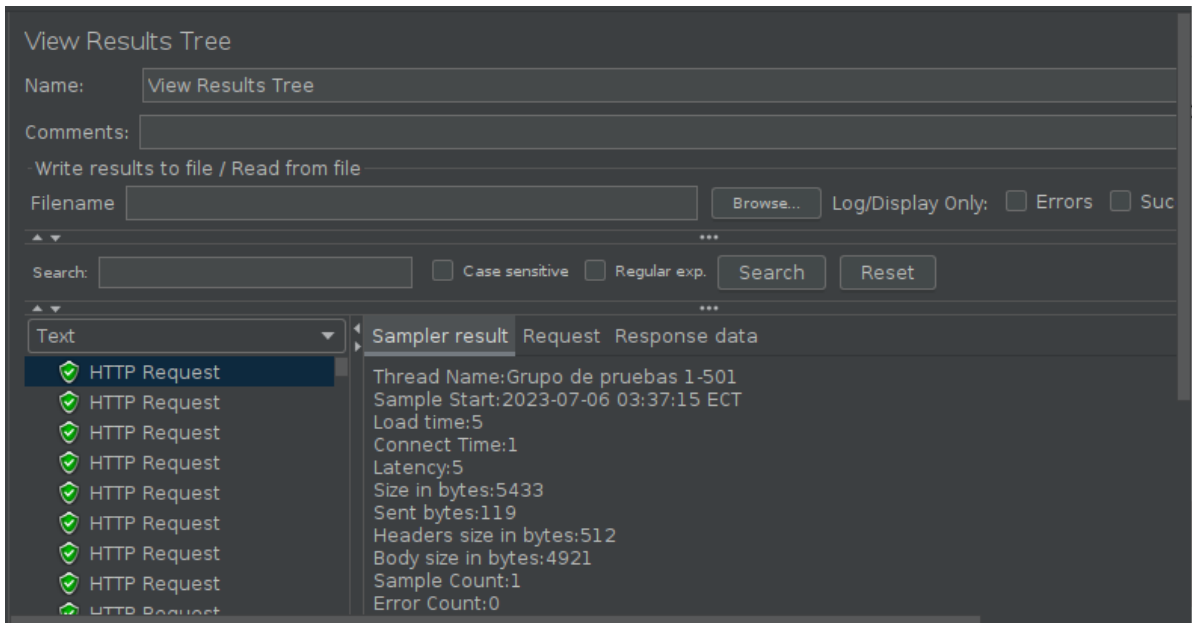 View Results Tree
Name: View Results Tree
Comments:
Write results to file / Read from file
Filename Browse... Log/Display Only: Errors Suc
Search: Case sensitive Regular exp. Search Reset
Text
Sampler result Request Response data
HTTP Request
HTTP Request
HTTP Request
HTTP Request
HTTP Request
HTTP Request
HTTP Request
HTTP Request
HTTP Request
Thread Name:Grupo de pruebas 1-501
Sample Start:2023-07-06 03:37:15 ECT
Load time:5
Connect Time:1
Latency:5
Size in bytes:5433
Sent bytes:119
Headers size in bytes:512
Body size in bytes:4921
Sample Count:1
Error Count:0